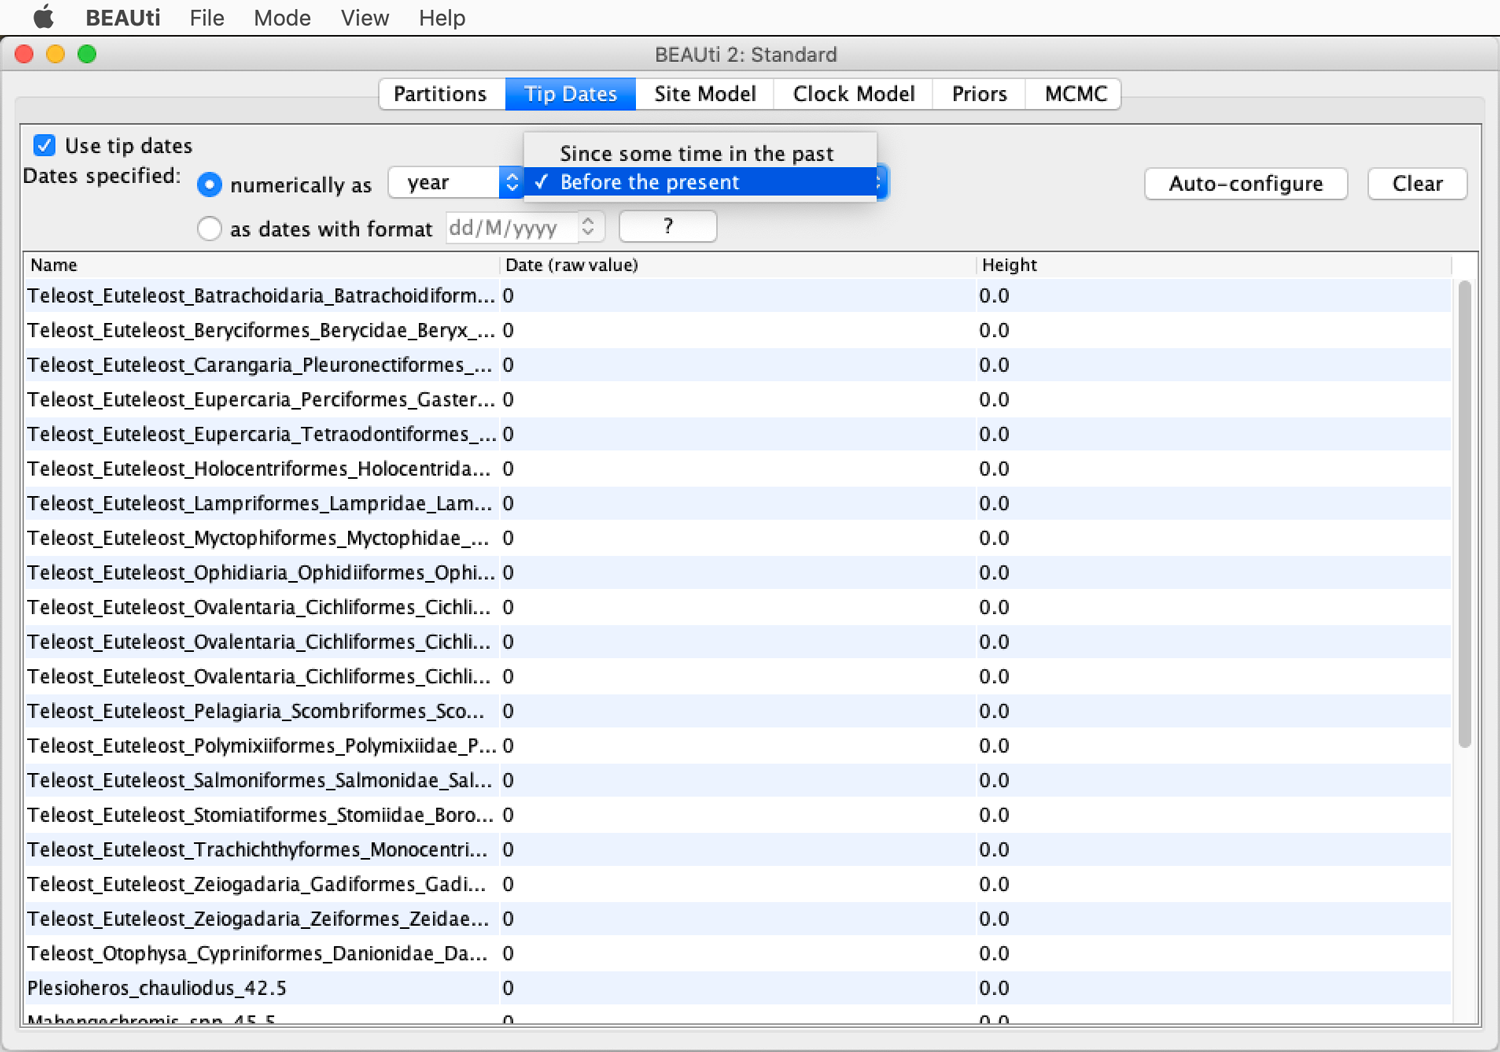 BEAUti File Mode View Help
BEAUti 2: Standard
Partitions Tip Dates Site Model Clock Model Priors MCMC
Use tip dates
Since some time in the past
Dates specified: numerically as year ✓ Before the present Auto-configure Clear
as dates with format dd/M/yyyy ?
Name Date (raw value) Height
Teleost_Euteleost_Batrachoidaria_Batrachoidiform... 0 0.0
Teleost_Euteleost_Beryciformes_Berycidae_Beryx_... 0 0.0
Teleost_Euteleost_Carangaria_Pleuronectiformes_... 0 0.0
Teleost_Euteleost_Eupercaria_Perciformes_Gaster... 0 0.0
Teleost_Euteleost_Eupercaria_Tetraodontiformes_... 0 0.0
Teleost_Euteleost_Holocentriformes_Holocentrida... 0 0.0
Teleost_Euteleost_Lampriformes_Lampridae_Lam... 0 0.0
Teleost_Euteleost_Myctophiformes_Myctophidae_... 0 0.0
Teleost_Euteleost_Ophidiaria_Ophidiiformes_Ophi... 0 0.0
Teleost_Euteleost_Ovalentaria_Cichliformes_Cichli... 0 0.0
Teleost_Euteleost_Ovalentaria_Cichliformes_Cichli... 0 0.0
Teleost_Euteleost_Ovalentaria_Cichliformes_Cichli... 0 0.0
Teleost_Euteleost_Pelagiaria_Scombriformes_Sco... 0 0.0
Teleost_Euteleost_Polymixiiformes_Polymixiidae_P... 0 0.0
Teleost_Euteleost_Salmoniformes_Salmonidae_Sal... 0 0.0
Teleost_Euteleost_Stomiatiformes_Stomiidae_Boro... 0 0.0
Teleost_Euteleost_Trachichthyformes_Monocentri... 0 0.0
Teleost_Euteleost_Zeiogadaria_Gadiformes_Gadi... 0 0.0
Teleost_Euteleost_Zeiogadaria_Zeiformes_Zeidae... 0 0.0
Teleost_Otophysa_Cypriniformes_Danionidae_Da... 0 0.0
Plesioheros_chauliodus_42.5 0 0.0
Mahengechromis_spp_45.5 0 0.0